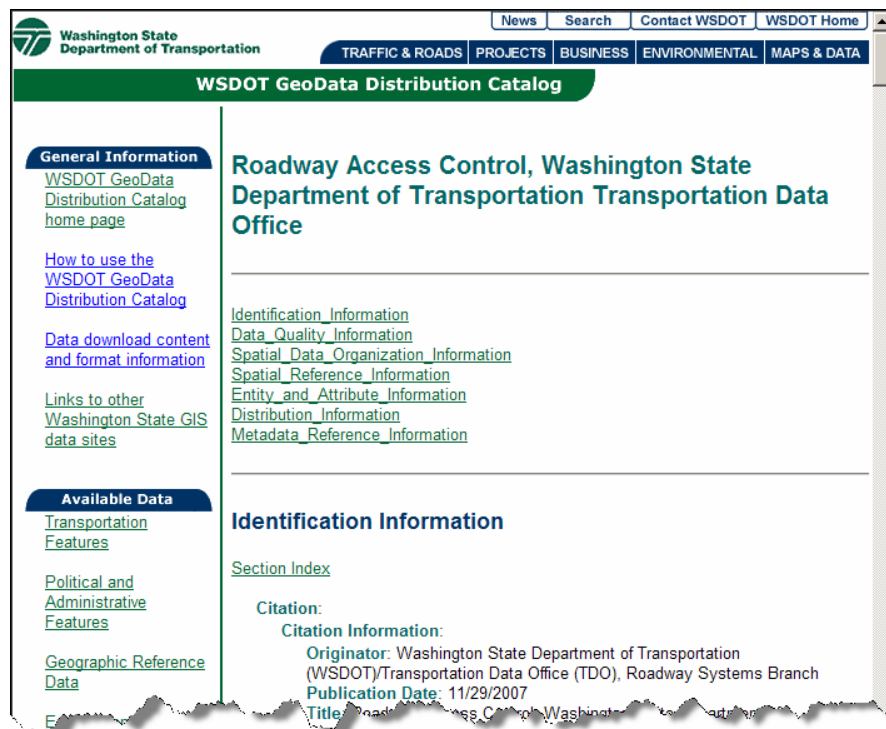 News Search Contact WSDOT WSDOT Home
Washington State
Department of Transportation
TRAFFIC & ROADS PROJECTS BUSINESS ENVIRONMENTAL MAPS & DATA
WSDOT GeoData Distribution Catalog
General Information
WSDOT GeoData
Distribution Catalog
home page
How to use the
WSDOT GeoData
Distribution Catalog
Data download content
and format information
Links to other
Washington State GIS
data sites
Available Data
Transportation
Features
Political and
Administrative
Features
Geographic Reference
Data
Roadway Access Control, Washington State
Department of Transportation Transportation Data
Office
Identification_Information
Data_Quality_Information
Spatial_Data_Organization_Information
Spatial_Reference_Information
Entity_and_Attribute_Information
Distribution_Information
Metadata_Reference_Information
Identification Information
Section Index
Citation:
Citation Information:
Originator: Washington State Department of Transportation
(WSDOT)/Transportation Data Office (TDO), Roadway Systems Branch
Publication Date: 11/29/2007
Title